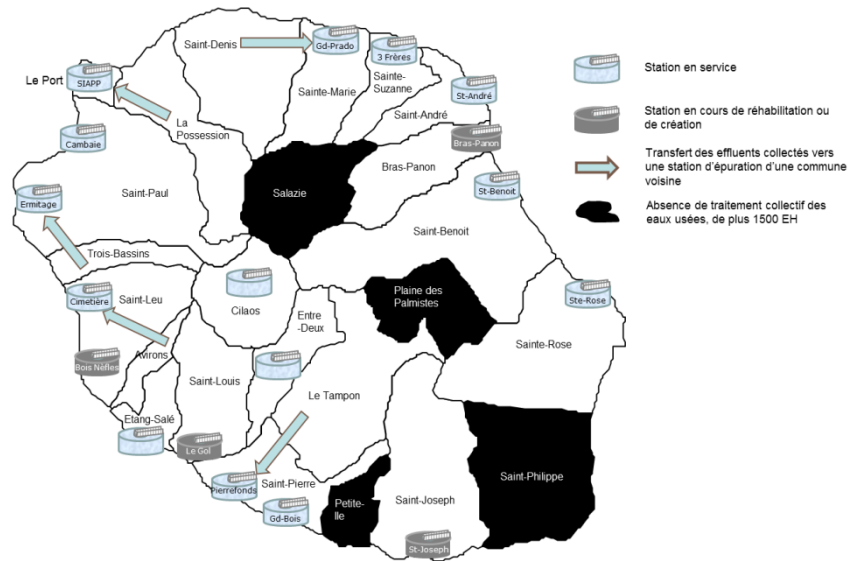 Saint-Denis
Gd-Prado
3 Frères
Le Port
SIAPP
Sainte-Marie
Sainte-
Suzanne
St-André
Saint-André
La
Possession
Cambaie
Bras-Panon
Bras-Panon
Saint-Paul
Salazie
St-Benoit
Ermitage
Saint-Benoit
Trois-Bassins
Cimetière
Saint-Leu
Cilaos
Plaine des
Palmistes
Ste-Rose
Entre
-Deux
Sainte-Rose
Avirons
Bois Nèfles
Saint-Louis
Le Tampon
Etang-Salé
Le Gol
Pierrefonds
Saint-Pierre
Gd-Bois
Petite-
Ile
Saint-Joseph
Saint-Philippe
St-Joseph
Station en service
Station en cours de réhabilitation ou
de création
Transfert des effluents collectés vers
une station d'épuration d'une commune
voisine
Absence de traitement collectif des
eaux usées, de plus 1500 EH